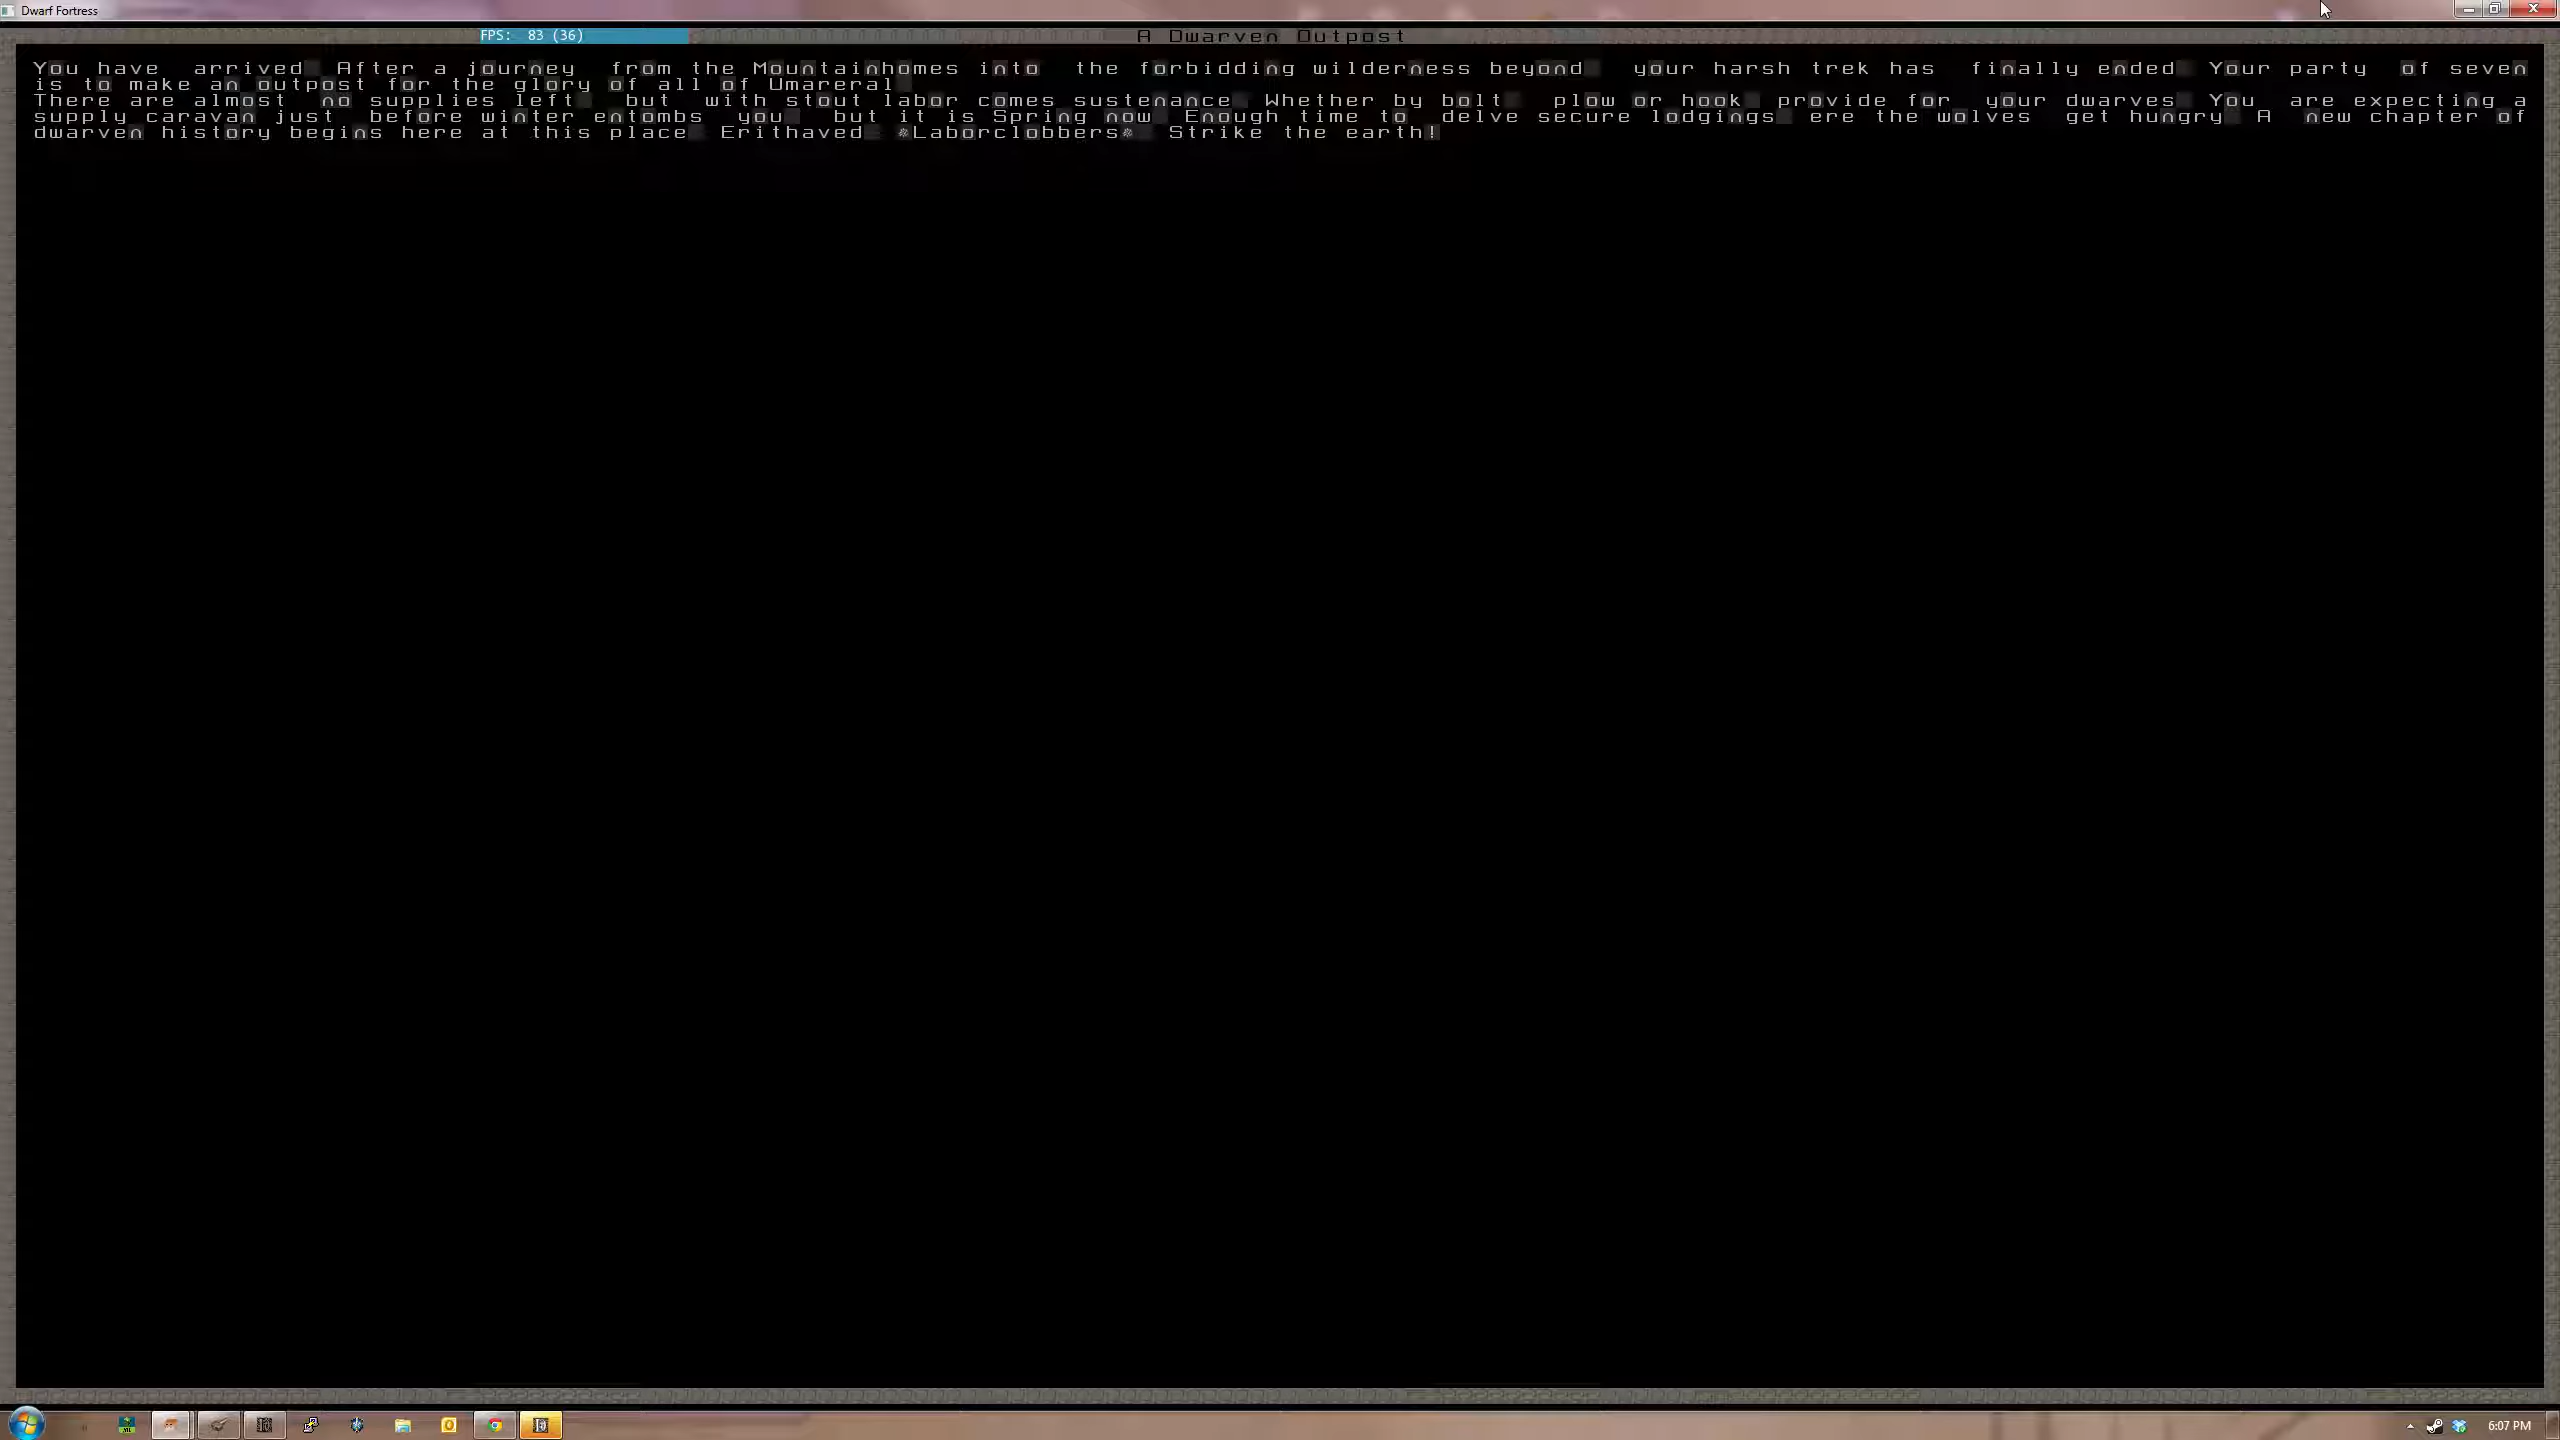 Dwarf Fortress
FPS: 83 (36)
A Dwarven Outpost
You have arrived After a journey from the Mountainhomes into the forbidding wilderness beyond your harsh trek has finally ended Your party of seven
is to make an outpost for the glory of all of Umareral
There are almost no supplies left but with stout labor comes sustenance Whether by bolt plow or hook provide for your dwarves You are expecting a
supply caravan just before winter entombs you but it is Spring now Enough time to delve secure lodgings ere the wolves get hungry A new chapter of
dwarven history begins here at this place Erithaved *Laborclobbers* Strike the earth!
6:07 PM